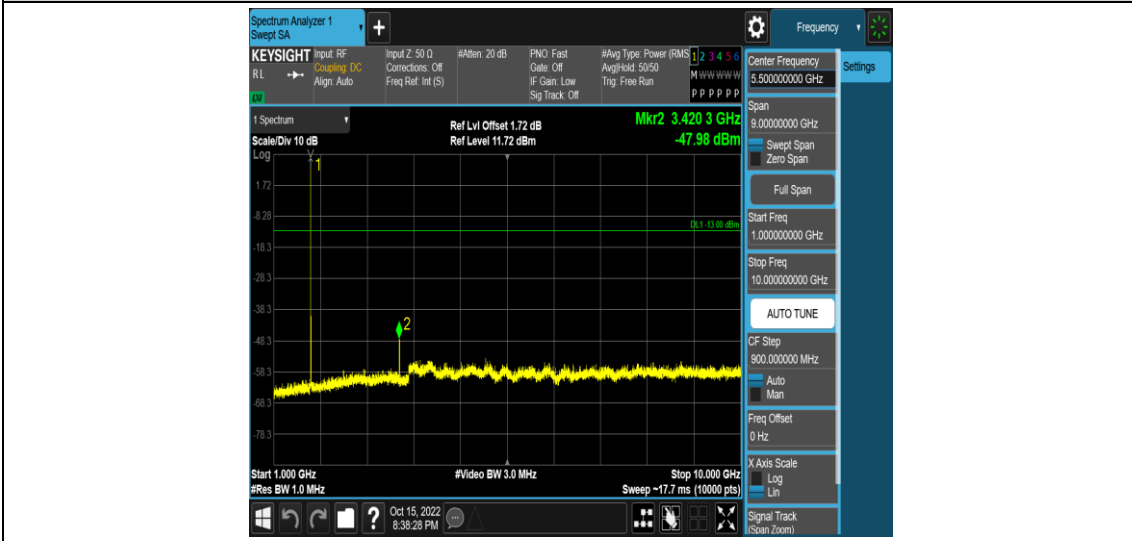 Spectrum Analyzer 1
Swept SA
+
Frequency
KEYSIGHT
RL
Input: RF
Coupling: DC
Align: Auto
Input Z: 50 Ω
Corrections: Off
Freq Ref: Int (S)
#Atten: 20 dB
PNO: Fast
Gate: Off
IF Gain: Low
Sig Track: Off
#Avg Type: Power (RMS
Avg|Hold: 50/50
Trig: Free Run
1 2 3 4 5 6
M W W W W W
P P P P P P
1 Spectrum
Scale/Div 10 dB
Log
Ref Lvl Offset 1.72 dB
Ref Level 11.72 dBm
Mkr2 3.420 3 GHz
-47.98 dBm
1
1.72
-8.28
DL1 -13.00 dBm
-18.3
-28.3
-38.3
2
-48.3
-58.3
-68.3
-78.3
Start 1.000 GHz
#Res BW 1.0 MHz
#Video BW 3.0 MHz
Stop 10.000 GHz
Sweep ~17.7 ms (10000 pts)
?
Oct 15, 2022
8:38:28 PM
Center Frequency
5.500000000 GHz
Settings
Span
9.00000000 GHz
Swept Span
Zero Span
Full Span
Start Freq
1.000000000 GHz
Stop Freq
10.000000000 GHz
AUTO TUNE
CF Step
900.000000 MHz
Auto
Man
Freq Offset
0 Hz
X Axis Scale
Log
Lin
Signal Track
(Span Zoom)